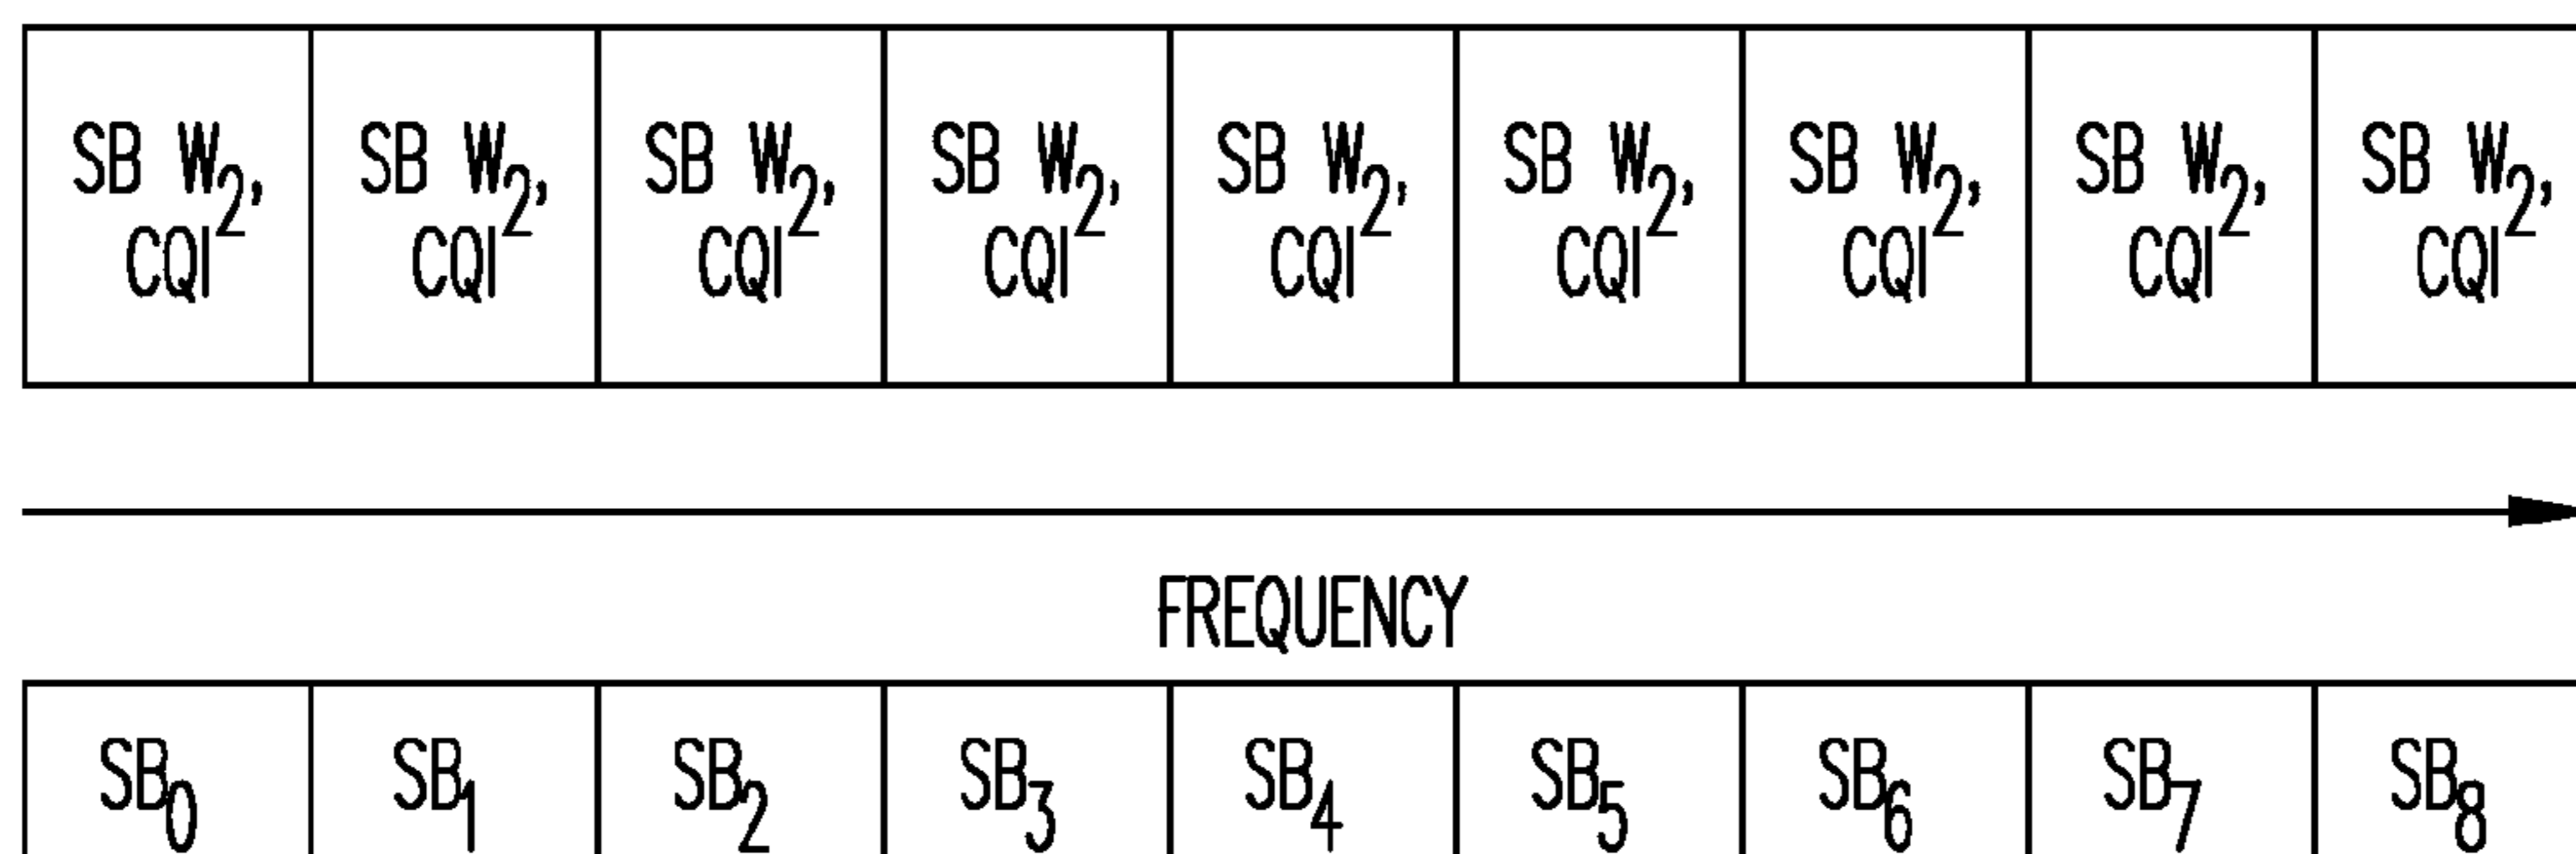 SB W₂, SB W₂, SB W₂, SB W₂, SB W₂, SB W₂, SB W₂, SB W₂, SB W₂,
CQI CQI CQI CQI CQI CQI CQI CQI CQI
FREQUENCY
SB₀ SB₁ SB₂ SB₃ SB₄ SB₅ SB₆ SB₇ SB₈